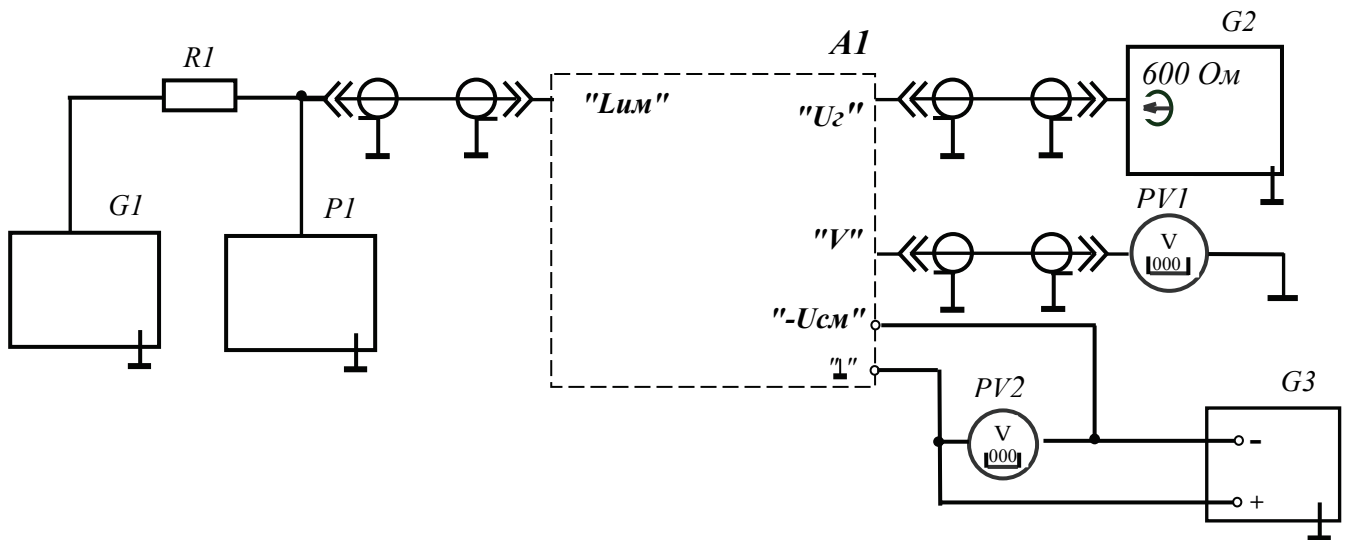 R1
G1
P1
A1
"Lим"
"Uг"
"V"
"-Uсм"
"⊥"
G2
600 Ом
PV1
V
000
PV2
V
000
G3
-
+